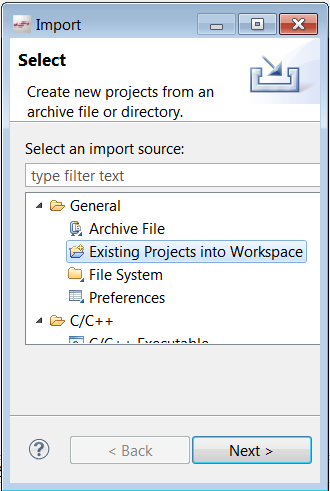 Import
Select
Create new projects from an
archive file or directory.
Select an import source:
type filter text
General
Archive File
Existing Projects into Workspace
File System
Preferences
C/C++
C/C++ Executable
?
< Back
Next >